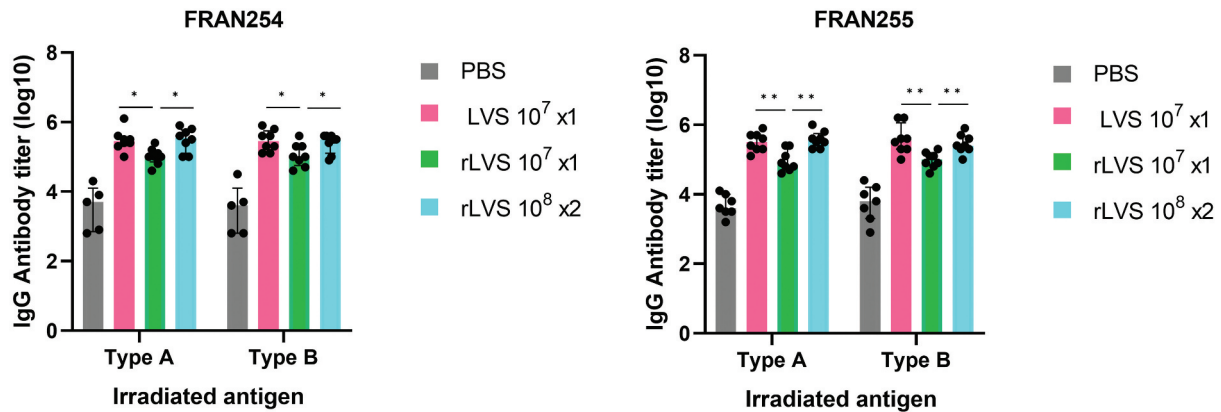 FRAN254
IgG Antibody titer (log10)
8
6
4
2
0
* * * *
Type A Type B
Irradiated antigen
PBS
LVS 10⁷ x1
rLVS 10⁷ x1
rLVS 10⁸ x2
FRAN255
IgG Antibody titer (log10)
8
6
4
2
0
** ** ** **
Type A Type B
Irradiated antigen
PBS
LVS 10⁷ x1
rLVS 10⁷ x1
rLVS 10⁸ x2